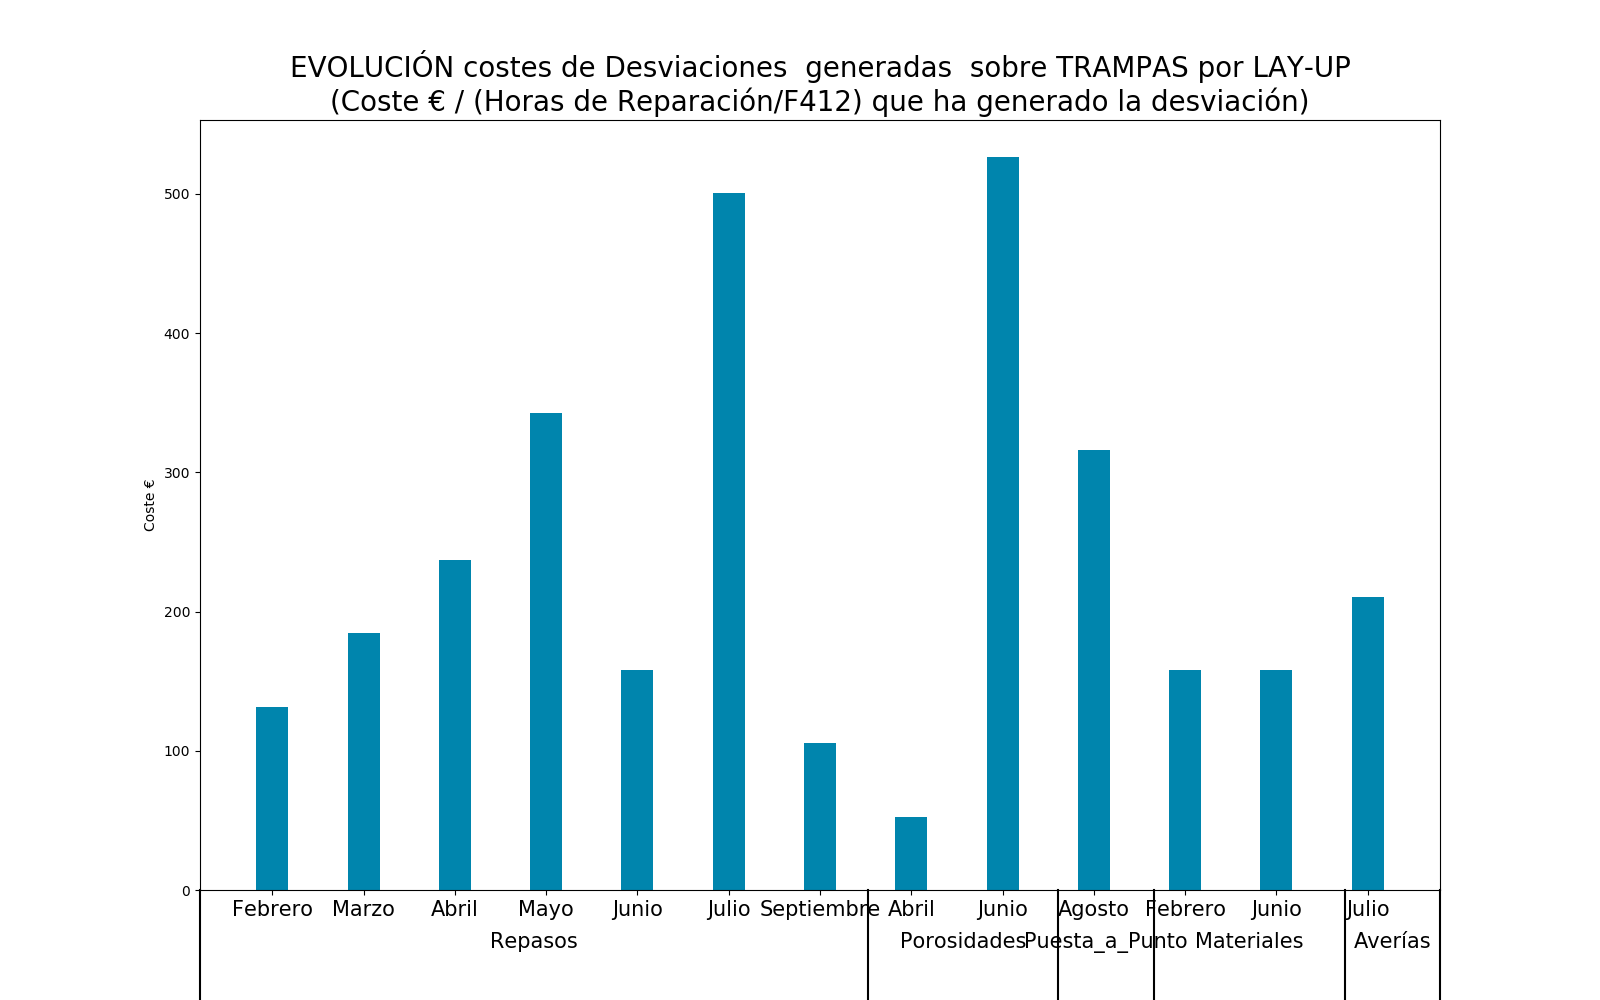 EVOLUCIÓN costes de Desviaciones  generadas  sobre TRAMPAS por LAY-UP
(Coste € / (Horas de Reparación/F412) que ha generado la desviación)
500
400
300
200
100
0
Coste €
Febrero Marzo Abril Mayo Junio Julio Septiembre Abril Junio Agosto Febrero Junio Julio
Repasos Porosidades Puesta_a_Punto Materiales Averías